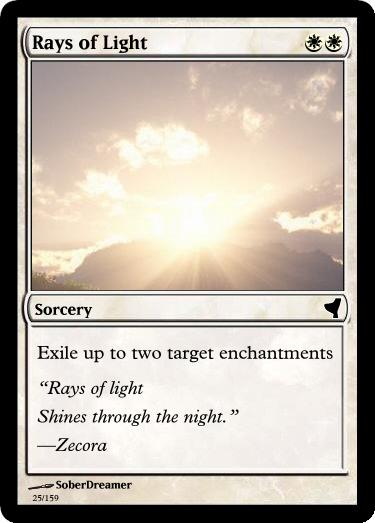 Rays of Light
Sorcery
Exile up to two target enchantments
“Rays of light
Shines through the night.”
—Zecora
SoberDreamer
25/159